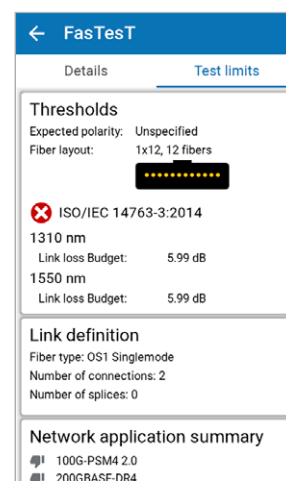 FasTesT
Details Test limits
Thresholds
Expected polarity: Unspecified
Fiber layout: 1x12, 12 fibers
ISO/IEC 14763-3:2014
1310 nm
Link loss Budget: 5.99 dB
1550 nm
Link loss Budget: 5.99 dB
Link definition
Fiber type: OS1 Singlemode
Number of connections: 2
Number of splices: 0
Network application summary
100G-PSM4 2.0
200GBASE-DR4